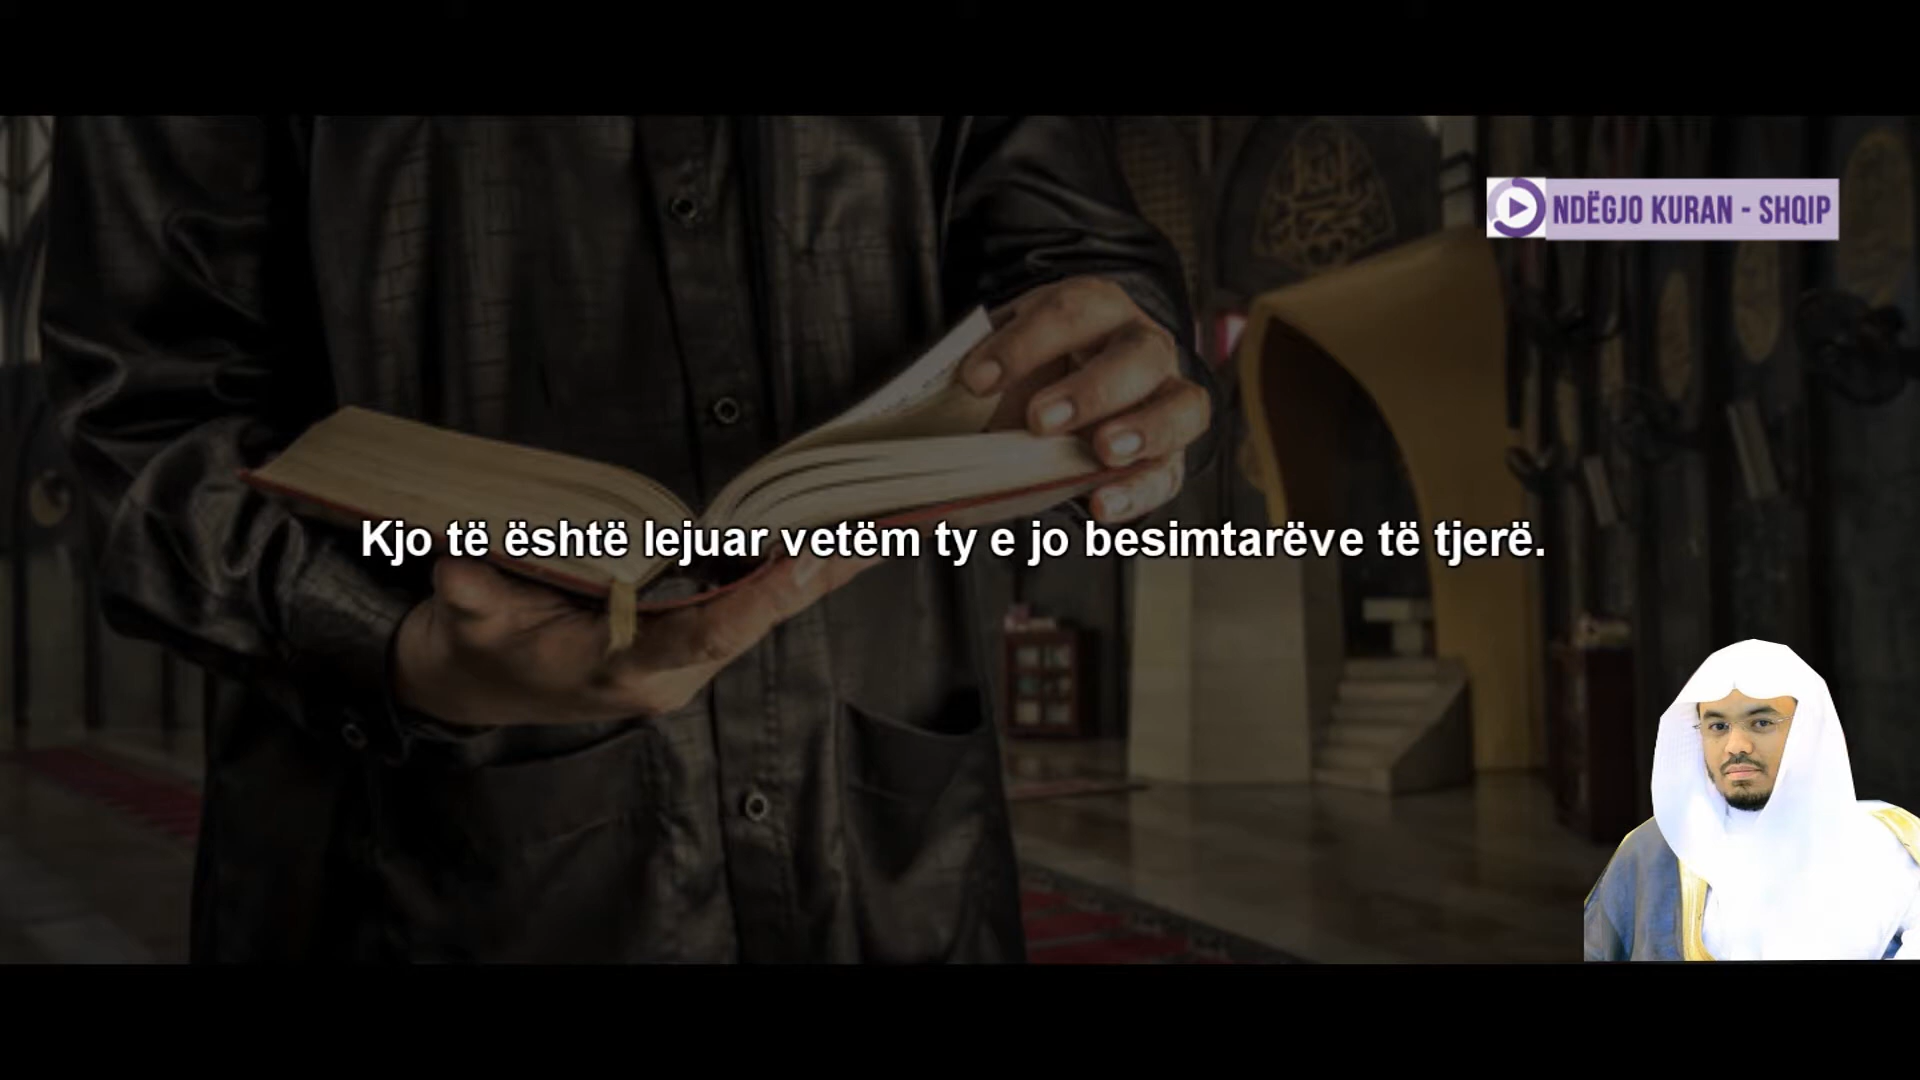 NDËGJO KURAN - SHQIP
Kjo të është lejuar vetëm ty e jo besimtarëve të tjerë.